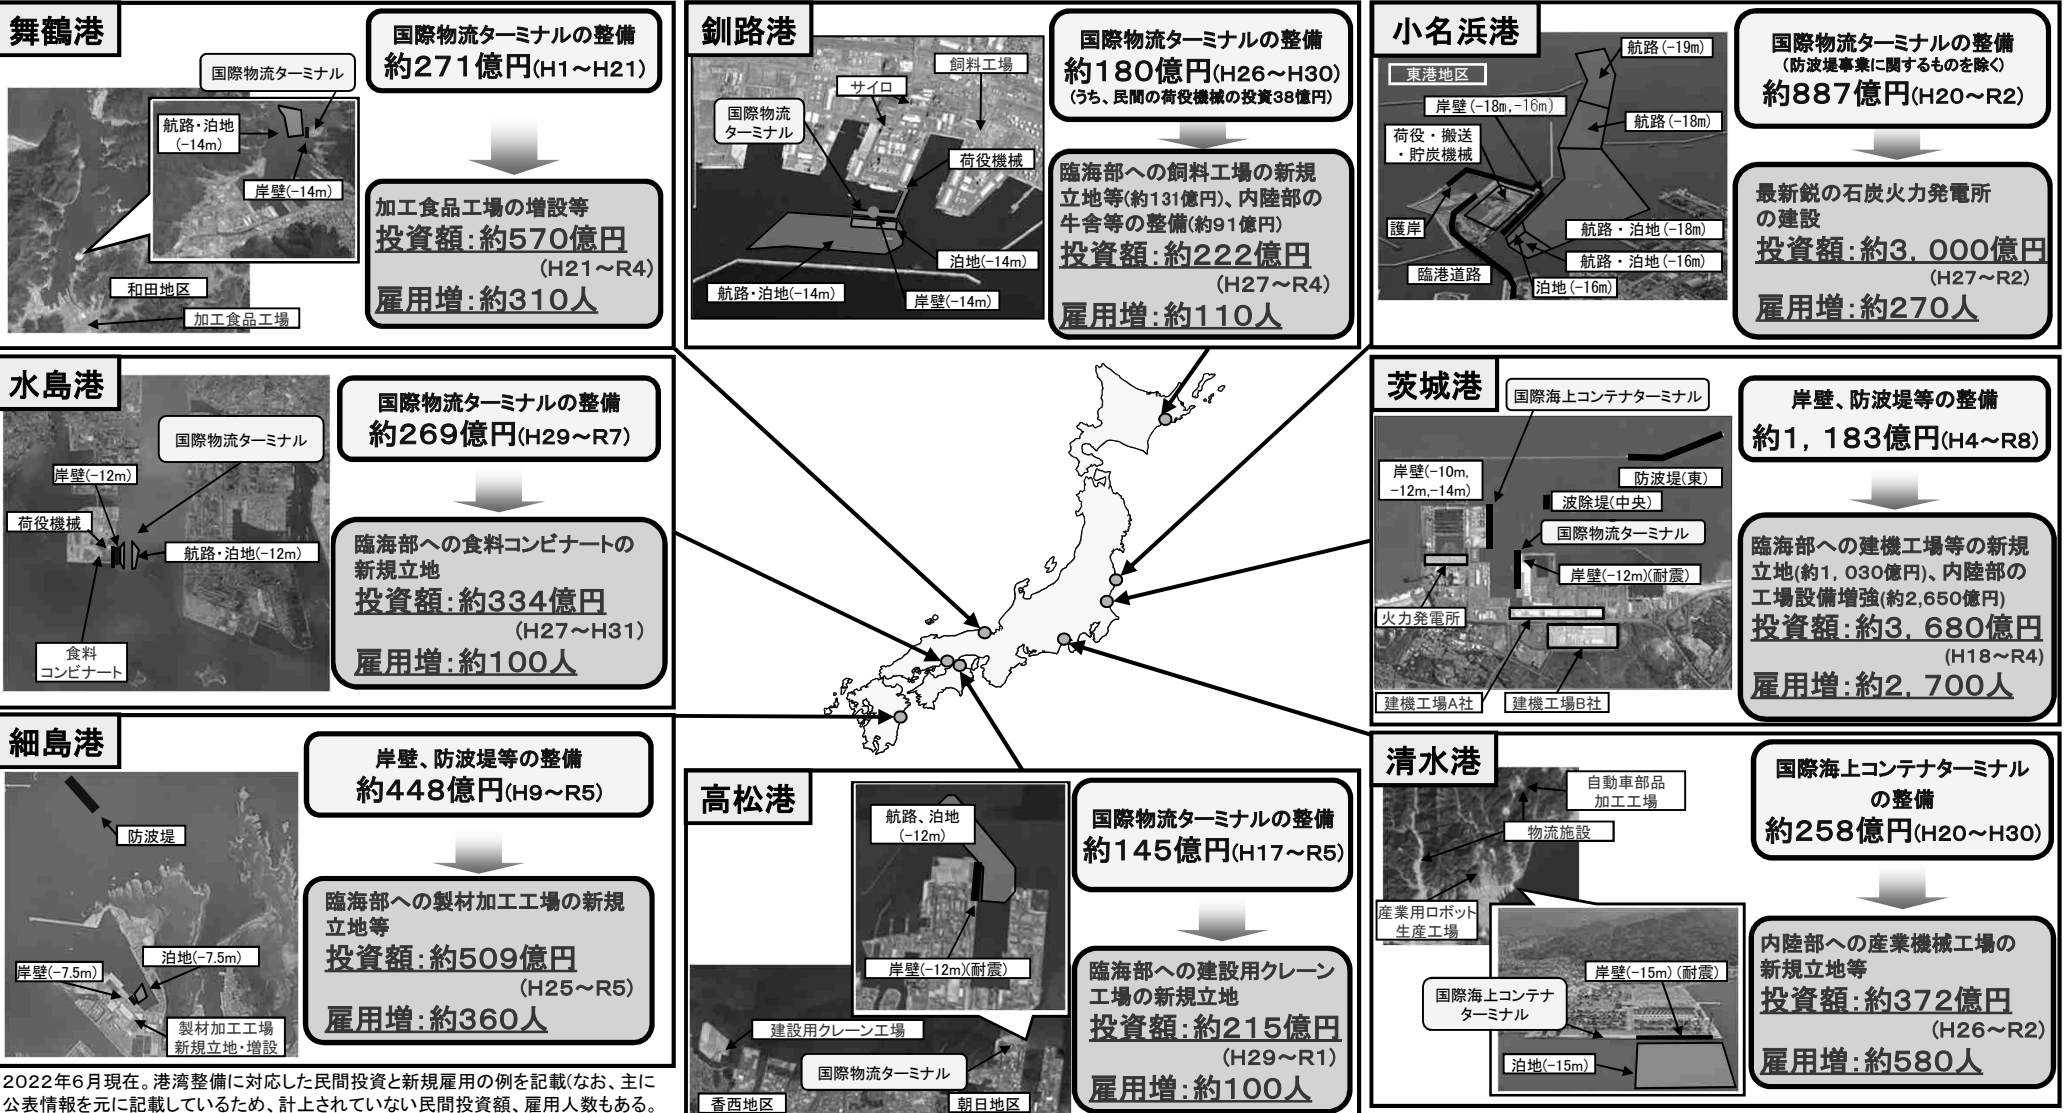 舞鶴港
国際物流ターミナルの整備
約271億円(H1～H21)
国際物流ターミナル
航路・泊地
(-14m)
岸壁(-14m)
和田地区
加工食品工場
加工食品工場の増設等
投資額：約570億円
(H21～R4)
雇用増：約310人
釧路港
国際物流ターミナルの整備
約180億円(H26～H30)
(うち、民間の荷役機械の投資38億円)
サイロ
飼料工場
国際物流
ターミナル
荷役機械
泊地(-14m)
航路・泊地(-14m)
岸壁(-14m)
臨海部への飼料工場の新規
立地等(約131億円)、内陸部の
牛舎等の整備(約91億円)
投資額：約222億円
(H27～R4)
雇用増：約110人
小名浜港
国際物流ターミナルの整備
(防波堤事業に関するものを除く)
約887億円(H20～R2)
東港地区
航路(-19m)
岸壁(-18m,-16m)
航路(-18m)
荷役・搬送
・貯炭機械
護岸
航路・泊地(-18m)
航路・泊地(-16m)
臨港道路
泊地(-16m)
最新鋭の石炭火力発電所
の建設
投資額：約3，000億円
(H27～R2)
雇用増：約270人
水島港
国際物流ターミナルの整備
約269億円(H29～R7)
国際物流ターミナル
岸壁(-12m)
荷役機械
航路・泊地(-12m)
食料
コンビナート
臨海部への食料コンビナートの
新規立地
投資額：約334億円
(H27～H31)
雇用増：約100人
茨城港
国際海上コンテナターミナル
岸壁、防波堤等の整備
約1，183億円(H4～R8)
岸壁(-10m,
-12m,-14m)
防波堤(東)
波除堤(中央)
国際物流ターミナル
岸壁(-12m)(耐震)
火力発電所
建機工場A社
建機工場B社
臨海部への建機工場等の新規
立地(約1，030億円)、内陸部の
工場設備増強(約2,650億円)
投資額：約3，680億円
(H18～R4)
雇用増：約2，700人
細島港
岸壁、防波堤等の整備
約448億円(H9～R5)
防波堤
岸壁(-7.5m)
泊地(-7.5m)
製材加工工場
新規立地・増設
臨海部への製材加工工場の新規
立地等
投資額：約509億円
(H25～R5)
雇用増：約360人
高松港
航路、泊地
(-12m)
国際物流ターミナルの整備
約145億円(H17～R5)
岸壁(-12m)(耐震)
建設用クレーン工場
国際物流ターミナル
香西地区
朝日地区
臨海部への建設用クレーン
工場の新規立地
投資額：約215億円
(H29～R1)
雇用増：約100人
清水港
自動車部品
加工工場
物流施設
国際海上コンテナターミナル
の整備
約258億円(H20～H30)
産業用ロボット
生産工場
岸壁(-15m)(耐震)
国際海上コンテナ
ターミナル
泊地(-15m)
内陸部への産業機械工場の
新規立地等
投資額：約372億円
(H26～R2)
雇用増：約580人
2022年6月現在。港湾整備に対応した民間投資と新規雇用の例を記載(なお、主に
公表情報を元に記載しているため、計上されていない民間投資額、雇用人数もある。